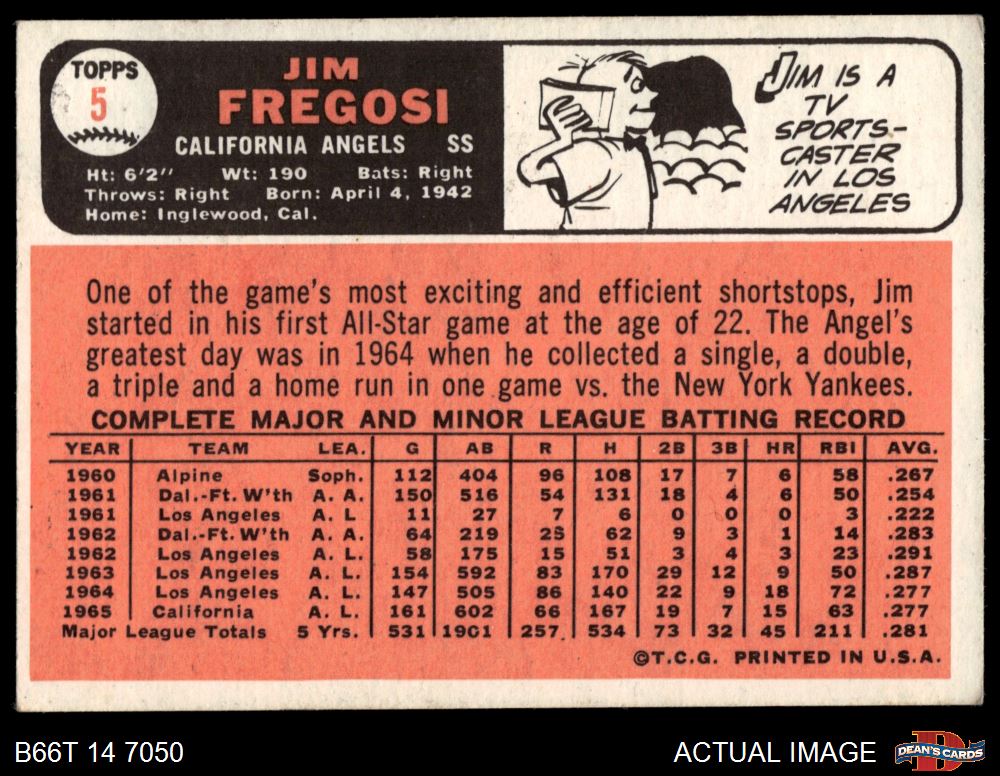 TOPPS
5
JIM
FREGOSI
CALIFORNIA ANGELS SS
Ht: 6'2" Wt: 190 Bats: Right
Throws: Right Born: April 4, 1942
Home: Inglewood, Cal.
JIM IS A
TV
SPORTS-
CASTER
IN LOS
ANGELES
One of the game's most exciting and efficient shortstops, Jim
started in his first All-Star game at the age of 22. The Angel's
greatest day was in 1964 when he collected a single, a double,
a triple and a home run in one game vs. the New York Yankees.
COMPLETE MAJOR AND MINOR LEAGUE BATTING RECORD
YEAR TEAM LEA. G AB R H 2B 3B HR RBI AVG.
1960 Alpine Soph. 112 404 96 108 17 7 6 58 .267
1961 Dal.-Ft. W'th A. A. 150 516 54 131 18 4 6 50 .254
1961 Los Angeles A. L 11 27 7 6 0 0 0 3 .222
1962 Dal.-Ft. W'th A. A. 64 219 25 62 9 3 1 14 .283
1962 Los Angeles A. L. 58 175 15 51 3 4 3 23 .291
1963 Los Angeles A. L. 154 592 83 170 29 12 9 50 .287
1964 Los Angeles A. L. 147 505 86 140 22 9 18 72 .277
1965 California A. L. 161 602 66 167 19 7 15 63 .277
Major League Totals 5 Yrs. 531 1901 257 534 73 32 45 211 .281
©T.C.G. PRINTED IN U.S.A.
B66T 14 7050 ACTUAL IMAGE DEAN'S CARDS